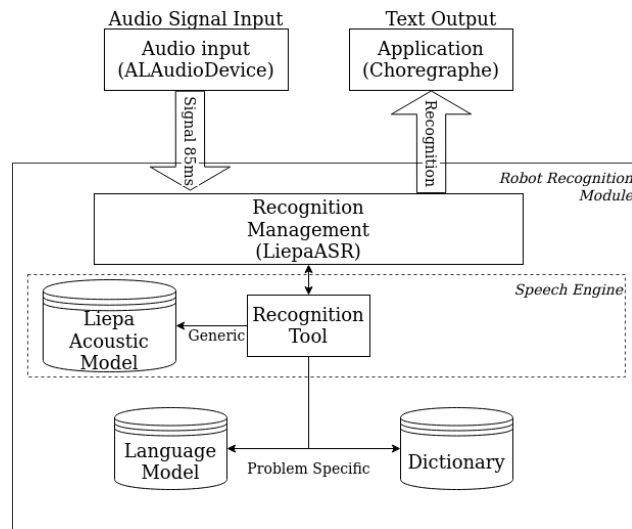 Audio Signal Input
Text Output
Audio input
(ALAudioDevice)
Application
(Choregraphe)
Signal 85ms
Recognition
Robot Recognition
Module
Recognition
Management
(LiepaASR)
Speech Engine
Liepa
Acoustic
Model
Generic
Recognition
Tool
Language
Model
Problem Specific
Dictionary